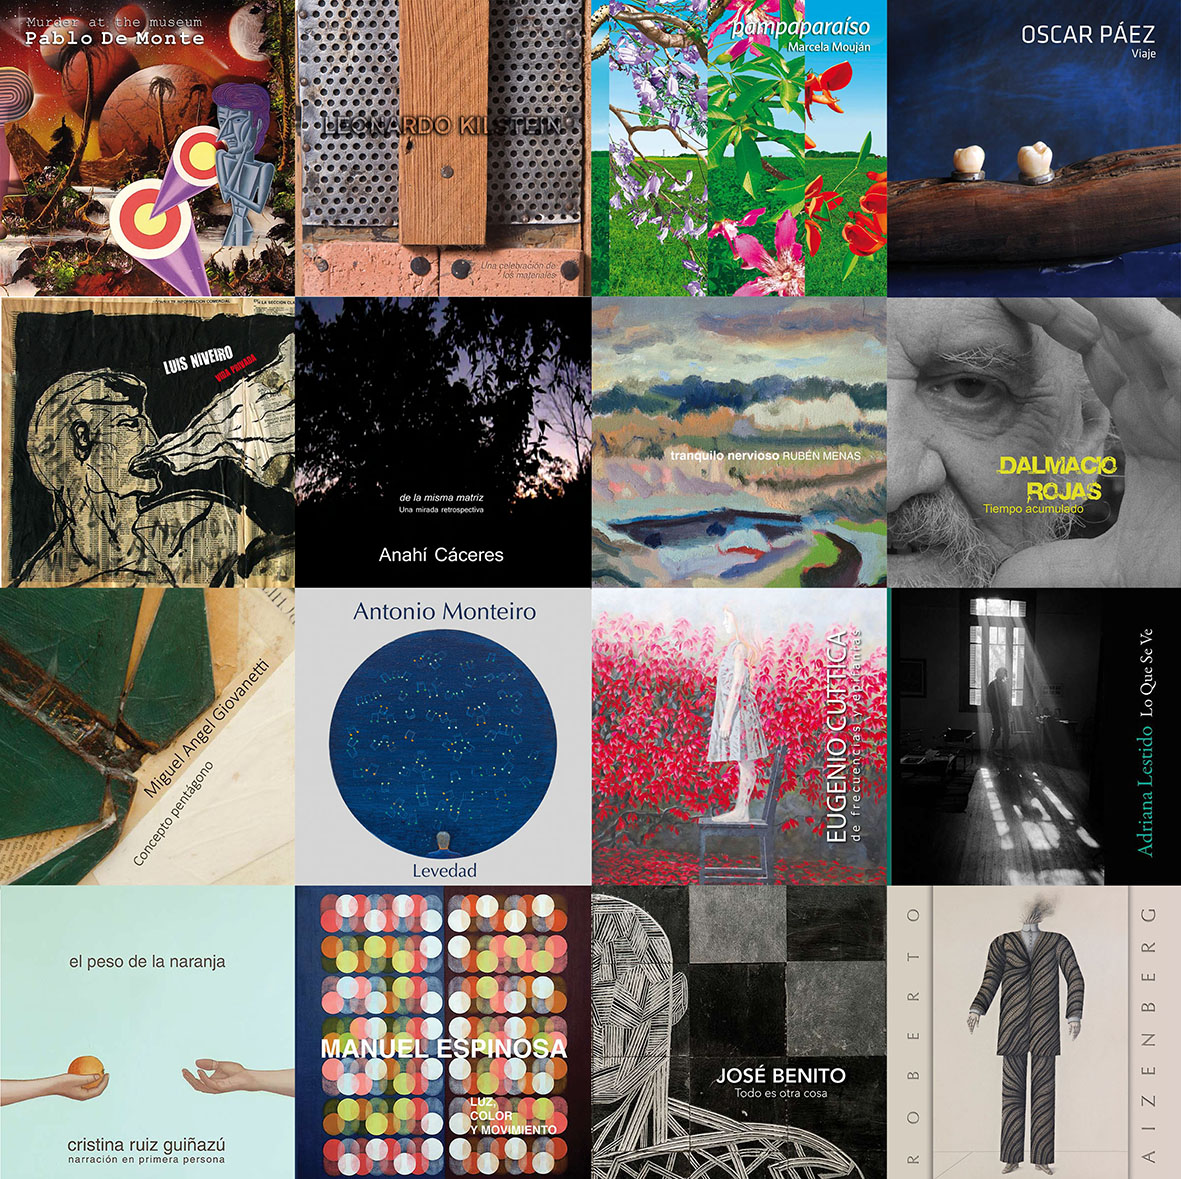 Murder at the museum
Pablo De Monte
LEONARDO KILSTEIN
Una celebración de
los materiales
pampaparaíso
Marcela Mouján
OSCAR PÁEZ
Viaje
LUIS NIVEIRO
VIDA PRIVADA
de la misma matriz
Una mirada retrospectiva
Anahí Cáceres
tranquilo nervioso RUBÉN MENAS
DALMACIO
ROJAS
Tiempo acumulado
Miguel Angel Giovanetti
Concepto pentágono
Antonio Monteiro
Levedad
EUGENIO CUTTICA
de frecuencias y epifanías
Adriana Lestido Lo Que Se Ve
el peso de la naranja
cristina ruiz guiñazú
narración en primera persona
MANUEL ESPINOSA
LUZ,
COLOR
Y MOVIMIENTO
JOSÉ BENITO
Todo es otra cosa
ROBERTO
AIZENBERG